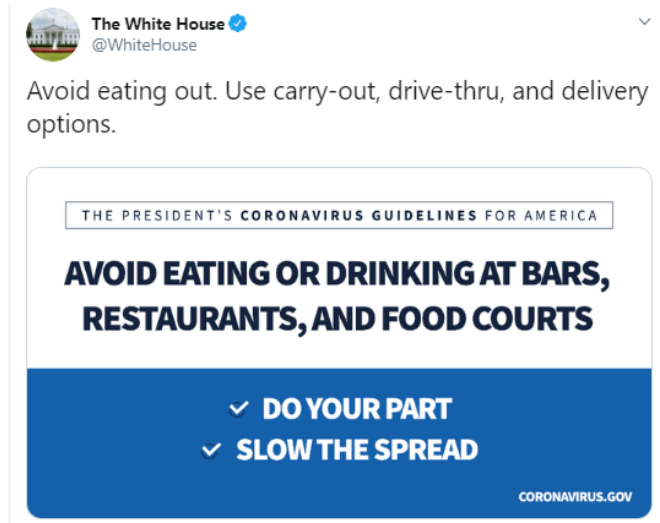 The White House
@WhiteHouse
Avoid eating out. Use carry-out, drive-thru, and delivery
options.
THE PRESIDENT'S CORONAVIRUS GUIDELINES FOR AMERICA
AVOID EATING OR DRINKING AT BARS,
RESTAURANTS, AND FOOD COURTS
DO YOUR PART
SLOW THE SPREAD
CORONAVIRUS.GOV